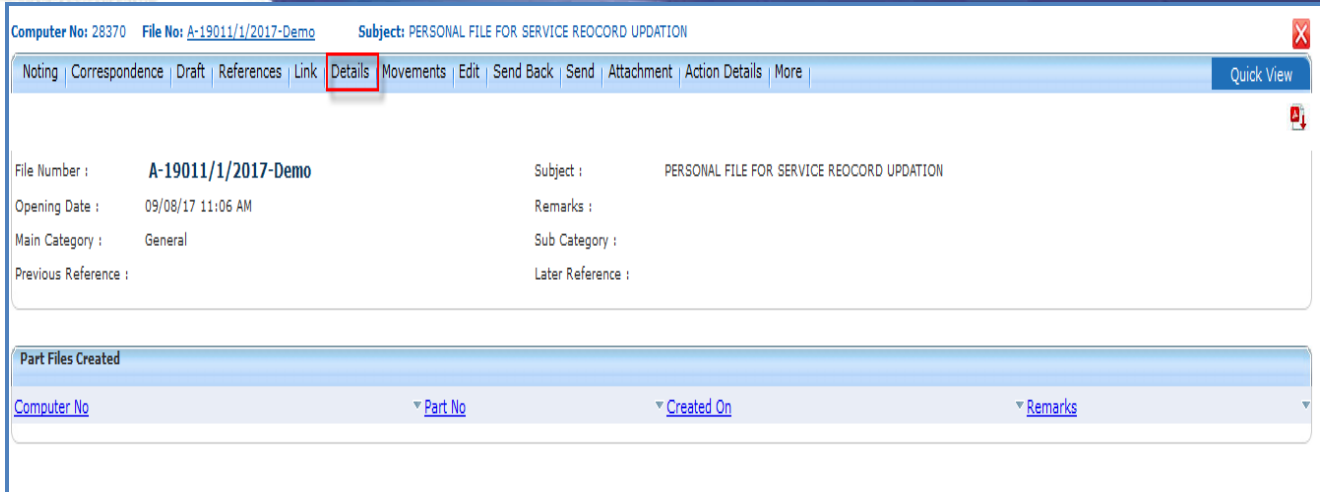 Computer No: 28370 File No: A-19011/1/2017-Demo Subject: PERSONAL FILE FOR SERVICE REOCORD UPDATION
Noting | Correspondence | Draft | References | Link | Details | Movements | Edit | Send Back | Send | Attachment | Action Details | More | Quick View
File Number : A-19011/1/2017-Demo Subject : PERSONAL FILE FOR SERVICE REOCORD UPDATION
Opening Date : 09/08/17 11:06 AM Remarks :
Main Category : General Sub Category :
Previous Reference : Later Reference :
Part Files Created
Computer No Part No Created On Remarks